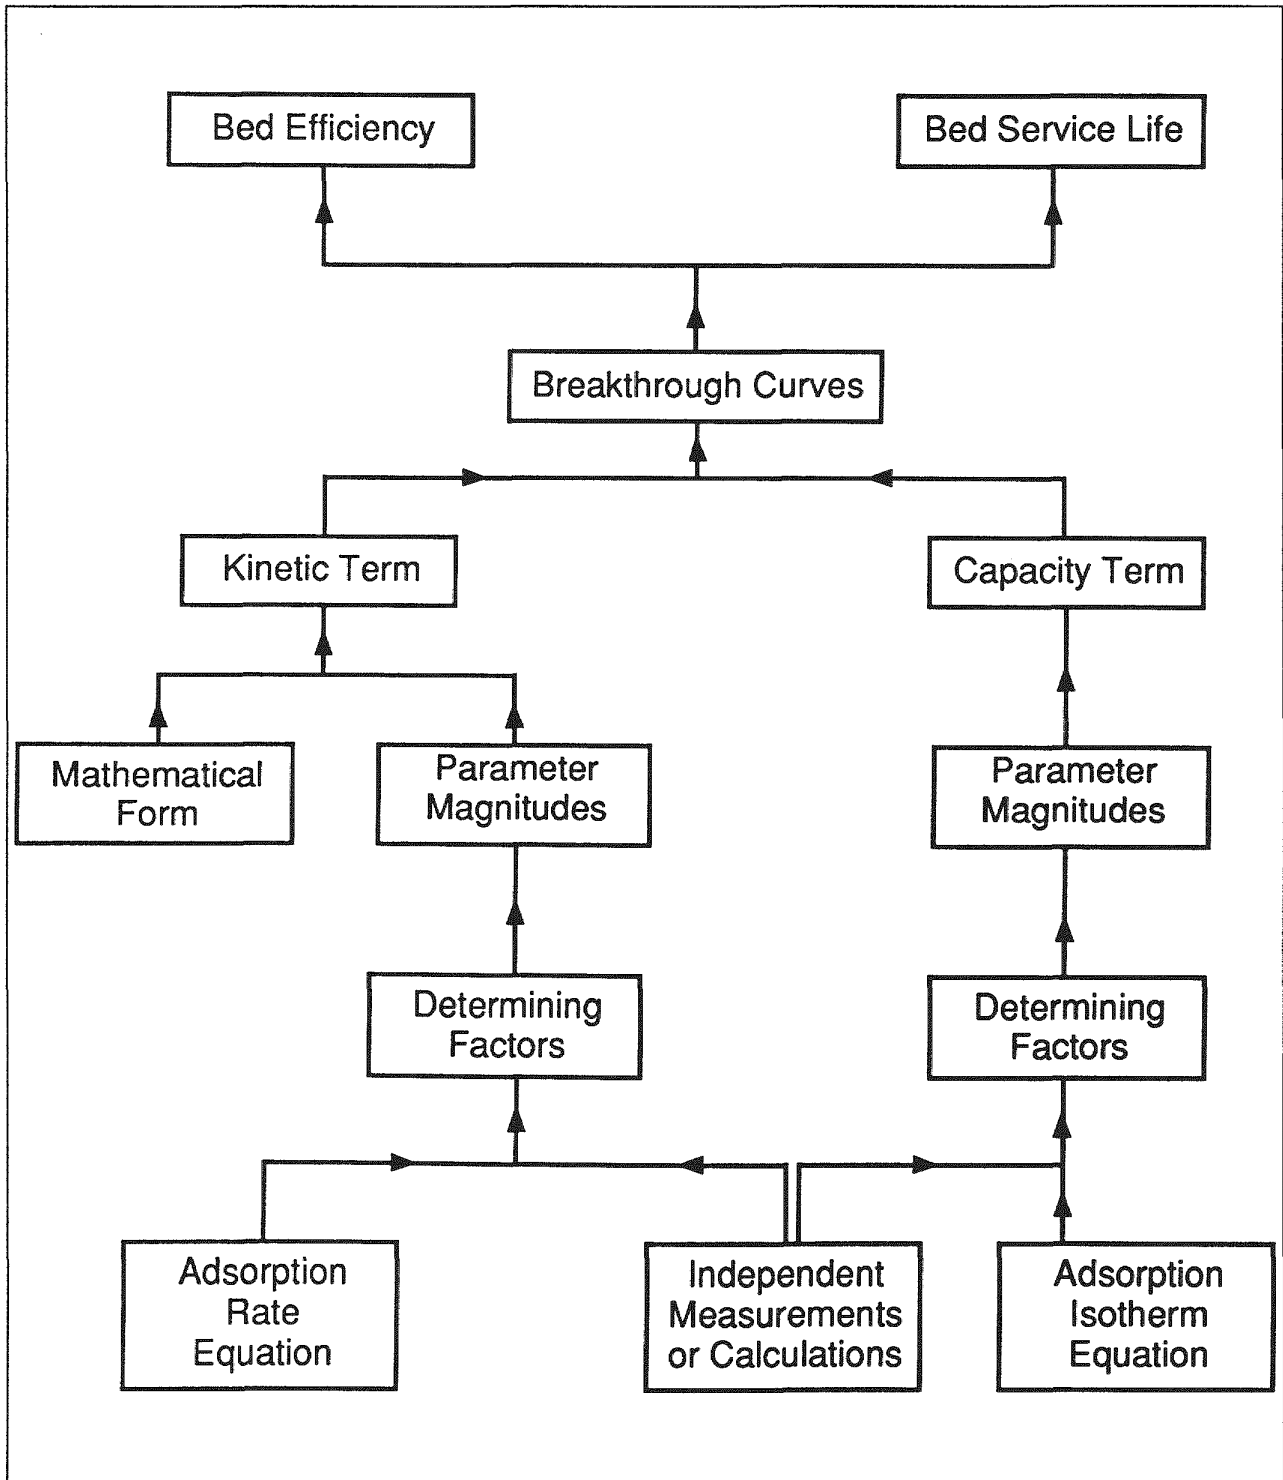 Bed Efficiency
Bed Service Life
Breakthrough Curves
Kinetic Term
Capacity Term
Mathematical
Form
Parameter
Magnitudes
Parameter
Magnitudes
Determining
Factors
Determining
Factors
Adsorption
Rate
Equation
Independent
Measurements
or Calculations
Adsorption
Isotherm
Equation